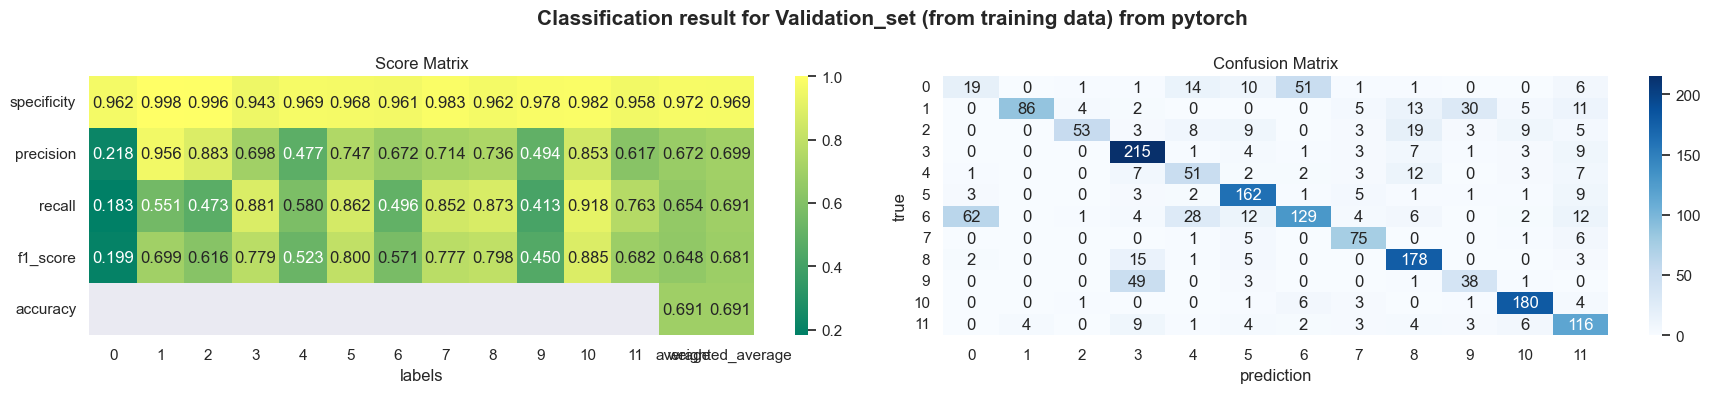 Classification result for Validation_set (from training data) from pytorch
Score Matrix
specificity 0.962 0.998 0.996 0.943 0.969 0.968 0.961 0.983 0.962 0.978 0.982 0.958 0.972 0.969
precision 0.218 0.956 0.883 0.698 0.477 0.747 0.672 0.714 0.736 0.494 0.853 0.617 0.672 0.699
recall 0.183 0.551 0.473 0.881 0.580 0.862 0.496 0.852 0.873 0.413 0.918 0.763 0.654 0.691
f1_score 0.199 0.699 0.616 0.779 0.523 0.800 0.571 0.777 0.798 0.450 0.885 0.682 0.648 0.681
accuracy 0.691 0.691
0 1 2 3 4 5 6 7 8 9 10 11 average weighted_average
labels
1.0
0.8
0.6
0.4
0.2
Confusion Matrix
true
0 19 0 1 1 14 10 51 1 1 0 0 6
1 0 86 4 2 0 0 0 5 13 30 5 11
2 0 0 53 3 8 9 0 3 19 3 9 5
3 0 0 0 215 1 4 1 3 7 1 3 9
4 1 0 0 7 51 2 2 3 12 0 3 7
5 3 0 0 3 2 162 1 5 1 1 1 9
6 62 0 1 4 28 12 129 4 6 0 2 12
7 0 0 0 0 1 5 0 75 0 0 1 6
8 2 0 0 15 1 5 0 0 178 0 0 3
9 0 0 0 49 0 3 0 0 1 38 1 0
10 0 0 1 0 0 1 6 3 0 1 180 4
11 0 4 0 9 1 4 2 3 4 3 6 116
0 1 2 3 4 5 6 7 8 9 10 11
prediction
200
150
100
50
0